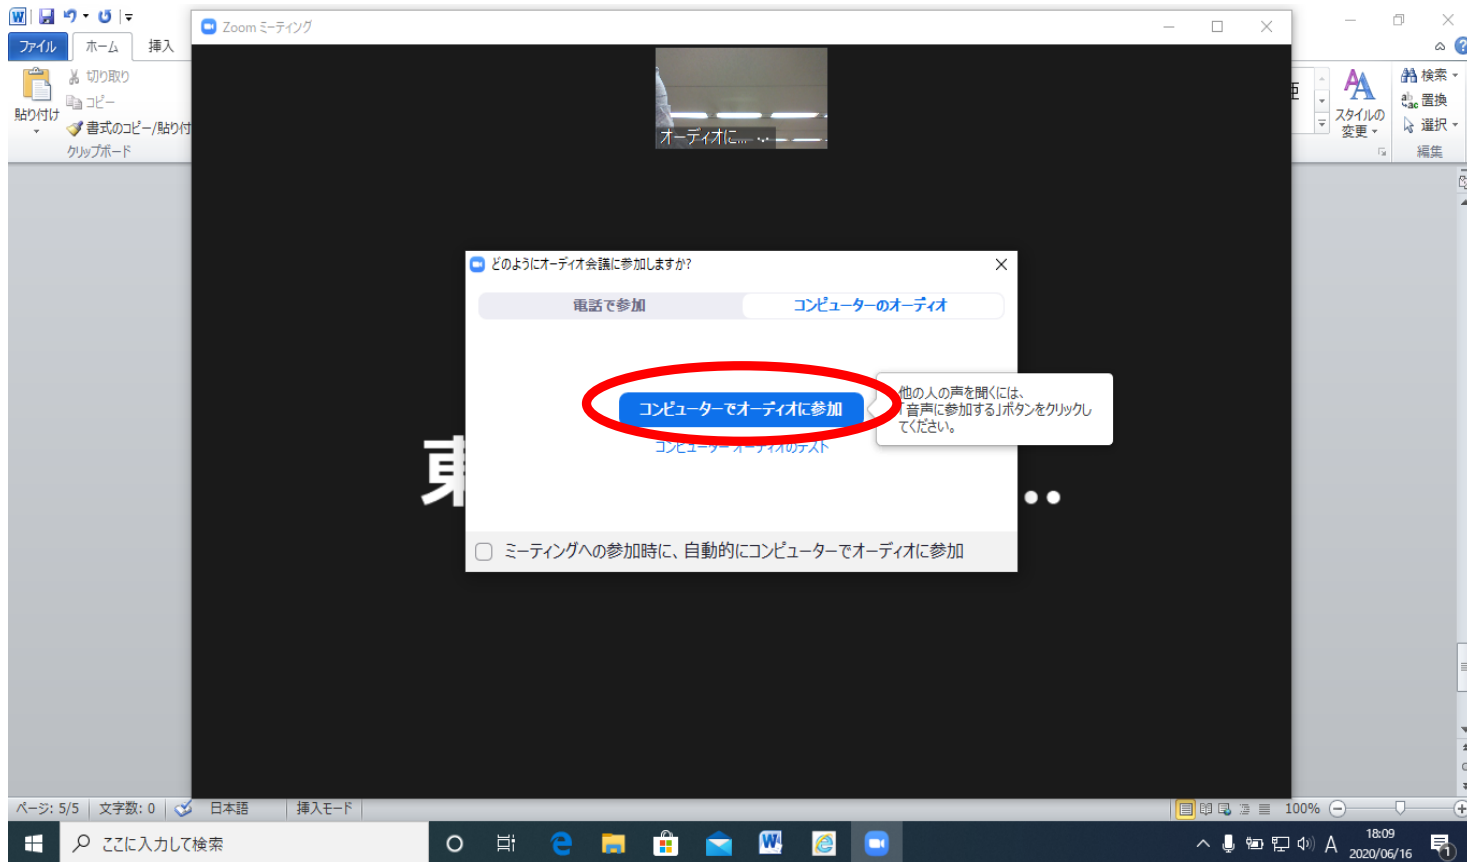 Zoom ミーティング
ファイル ホーム 挿入
切り取り
コピー
貼り付け
書式のコピー/貼り付
クリップボード
スタイルの
変更
検索
置換
選択
編集
オーディオに...
どのようにオーディオ会議に参加しますか?
電話で参加 コンピューターのオーディオ
コンピューターでオーディオに参加
他の人の声を聞くには、
「音声に参加する」ボタンをクリックし
てください。
コンピューター オーディオのテスト
ミーティングへの参加時に、自動的にコンピューターでオーディオに参加
ページ: 5/5 文字数: 0 日本語 挿入モード 100%
ここに入力して検索
A 18:09
2020/06/16